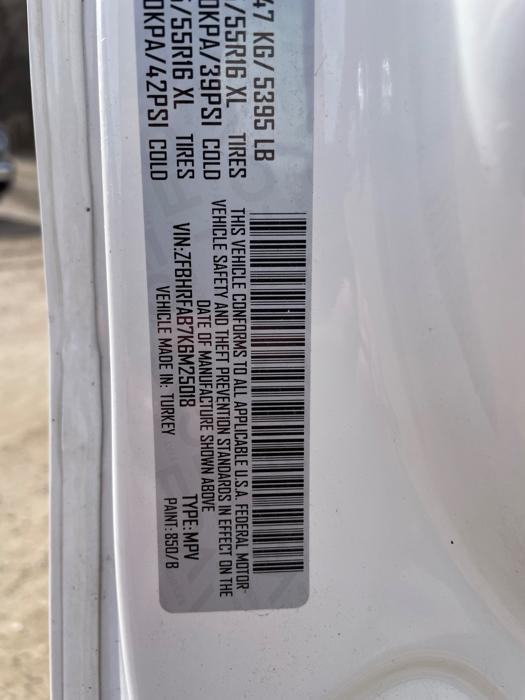 47 KG/ 5395 LB
/55R16 XL TIRES
0KPA/39PSI COLD
/55R16 XL TIRES
0KPA/42PSI COLD
THIS VEHICLE CONFORMS TO ALL APPLICABLE U.S.A. FEDERAL MOTOR-
VEHICLE SAFETY AND THEFT PREVENTION STANDARDS IN EFFECT ON THE
DATE OF MANUFACTURE SHOWN ABOVE
VIN:ZFBHRFAB7K6M25018 TYPE:MPV
VEHICLE MADE IN: TURKEY PAINT:850/B